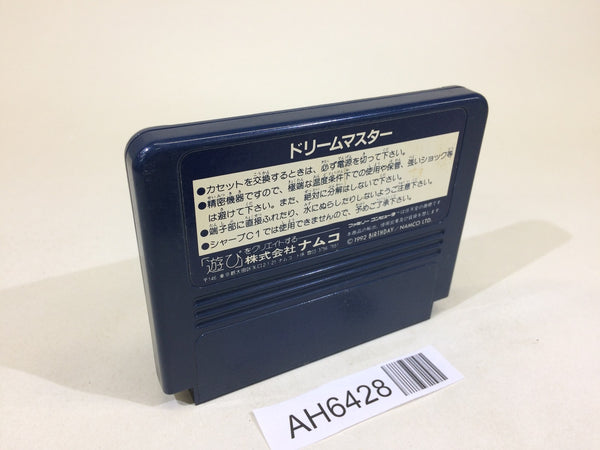 ドリームマスター
●カセットを交換するときは、必ず電源を切って下さい。
●精密機器ですので、極端な温度条件下での使用や保管、強いショック等
は避けて下さい。また、絶対に分解はしないで下さい。
●端子部に直接ふれたり、水にぬらしたりしないようご注意下さい。
●シャープC1では使用できませんので、予めご了承下さい。
「遊び」をクリエイトする
株式会社ナムコ
© 1992 BIRTHDAY/NAMCO LTD.
AH6428